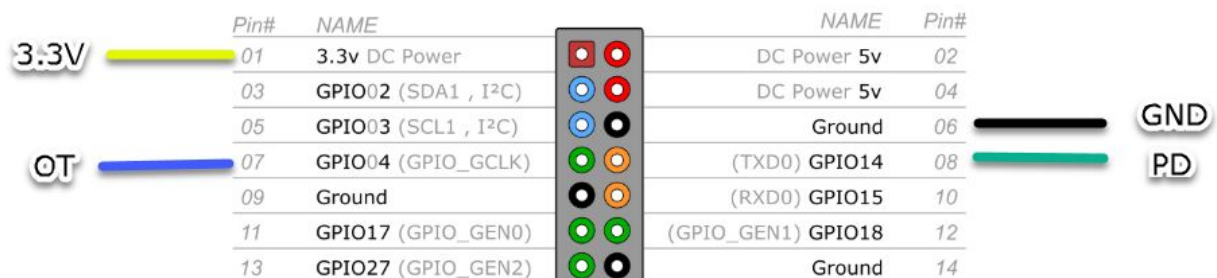 Pin# NAME NAME Pin#
3.3V 01 3.3v DC Power DC Power 5v 02
03 GPIO02 (SDA1 , I²C) DC Power 5v 04
05 GPIO03 (SCL1 , I²C) Ground 06 GND
OT 07 GPIO04 (GPIO_GCLK) (TXD0) GPIO14 08 PD
09 Ground (RXD0) GPIO15 10
11 GPIO17 (GPIO_GEN0) (GPIO_GEN1) GPIO18 12
13 GPIO27 (GPIO_GEN2) Ground 14